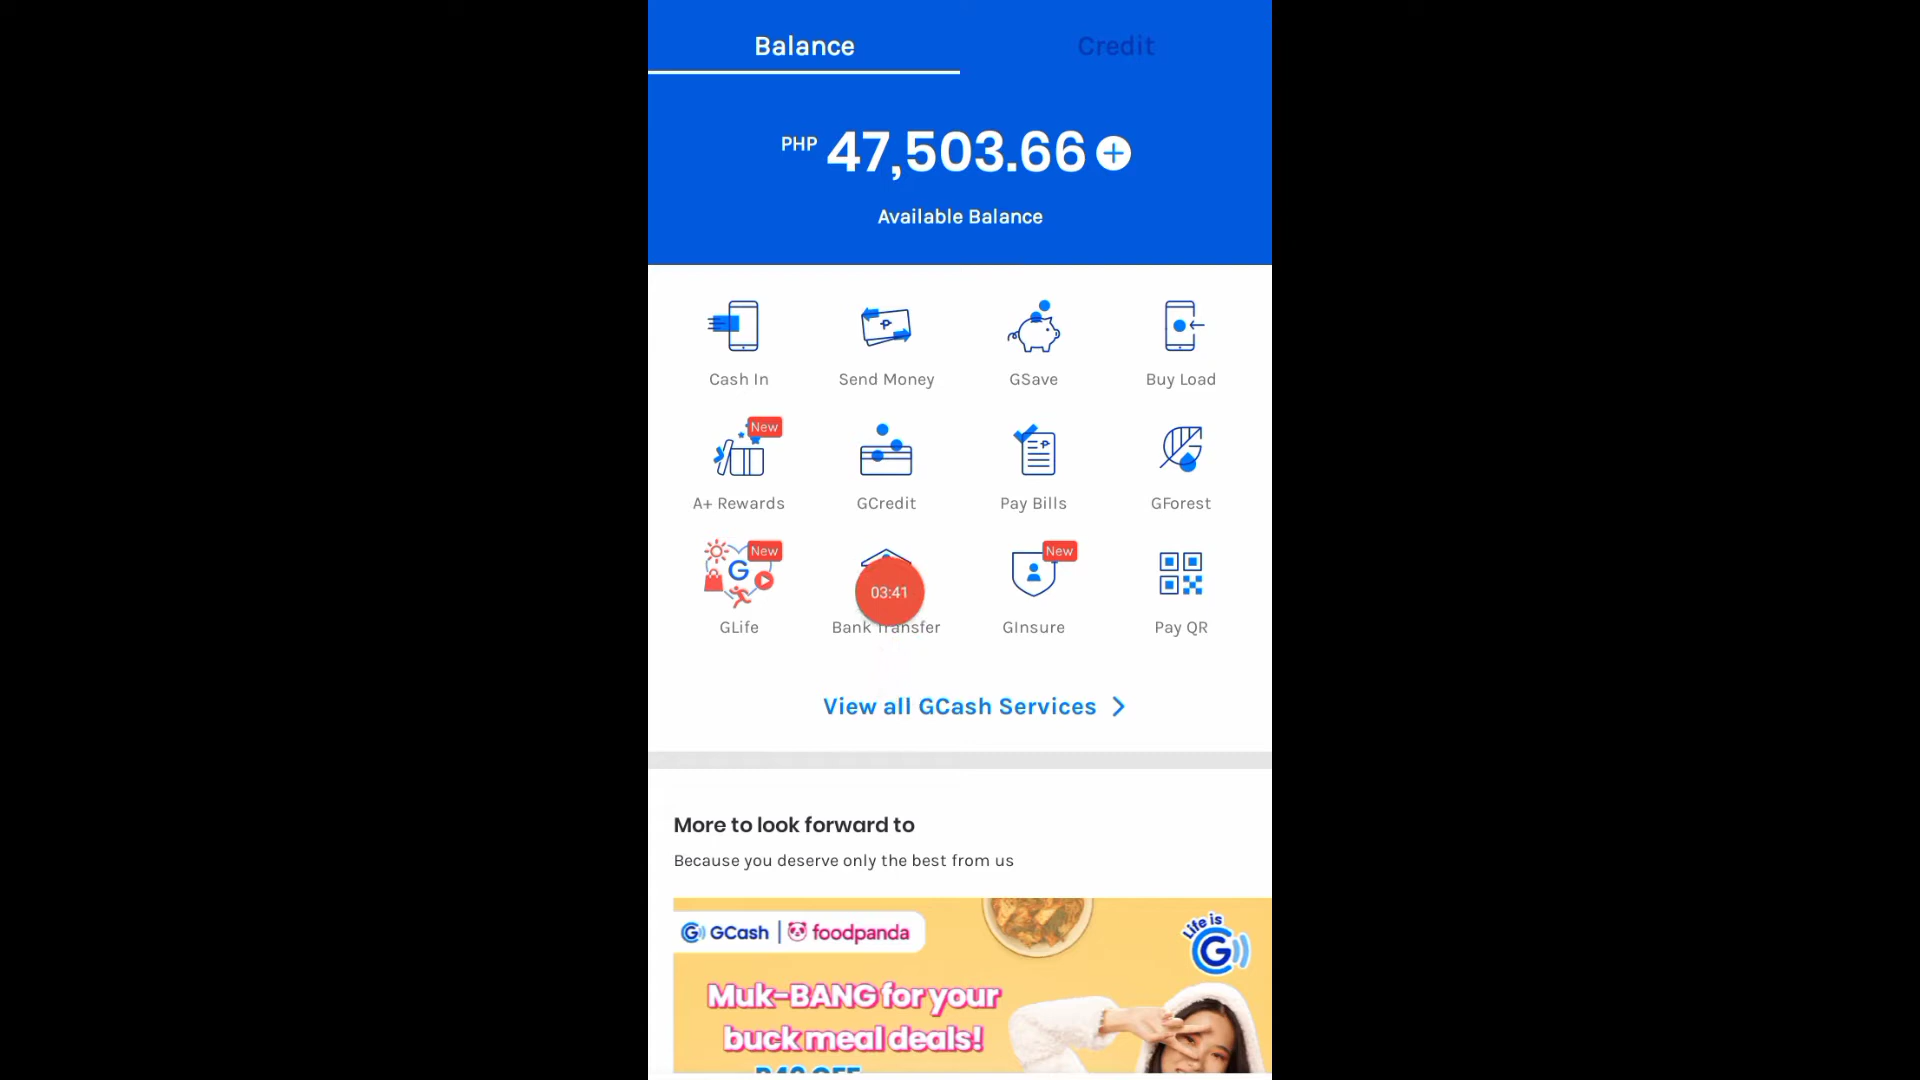 Balance
Credit
PHP 47,503.66
Available Balance
Cash In
Send Money
GSave
Buy Load
New
A+ Rewards
GCredit
Pay Bills
GForest
New
03:41
New
GLife
Bank Transfer
GInsure
Pay QR
View all GCash Services
More to look forward to
Because you deserve only the best from us
GCash | foodpanda
Life is G
Muk-BANG for your
buck meal deals!